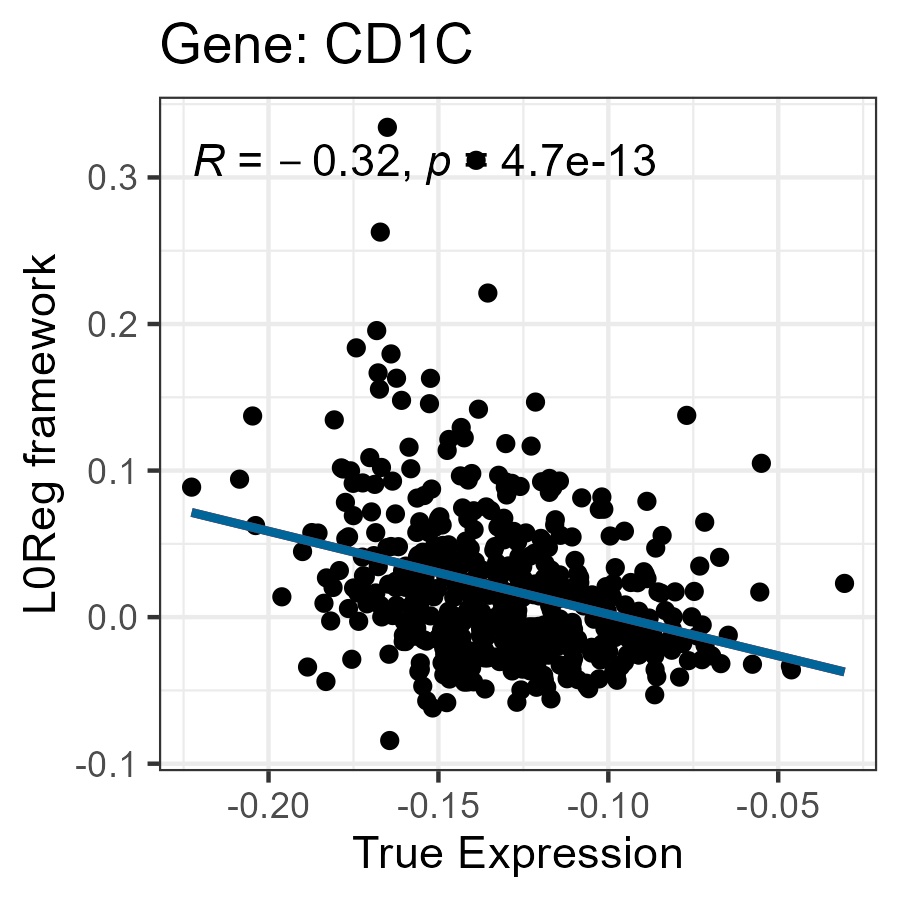 Gene: CD1C
R = − 0.32, p = 4.7e-13
0.3
0.2
0.1
0.0
-0.1
L0Reg framework
-0.20 -0.15 -0.10 -0.05
True Expression